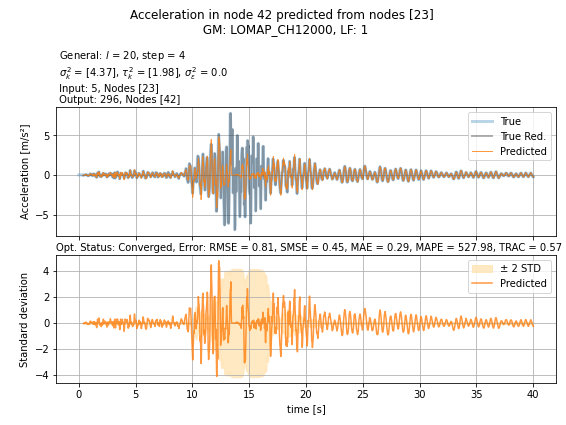 Acceleration in node 42 predicted from nodes [23]
GM: LOMAP_CH12000, LF: 1
General: l = 20, step = 4
σ²ₖ = [4.37], τ²ₖ = [1.98], σ²ε = 0.0
Input: 5, Nodes [23]
Output: 296, Nodes [42]
Acceleration [m/s²]
5
0
−5
True
True Red.
Predicted
Opt. Status: Converged, Error: RMSE = 0.81, SMSE = 0.45, MAE = 0.29, MAPE = 527.98, TRAC = 0.57
Standard deviation
4
2
0
−2
−4
± 2 STD
Predicted
0 5 10 15 20 25 30 35 40
time [s]